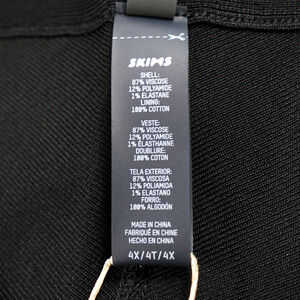 SKIMS
SHELL:
87% VISCOSE
12% POLYAMIDE
1% ELASTANE
LINING:
100% COTTON
VESTE:
87% VISCOSE
12% POLYAMIDE
1% ÉLASTHANNE
DOUBLURE:
100% COTON
TELA EXTERIOR:
87% VISCOSA
12% POLIAMIDA
1% ELASTANO
FORRO:
100% ALGODÓN
MADE IN CHINA
FABRIQUÉ EN CHINE
HECHO EN CHINA
4X/4T/4X